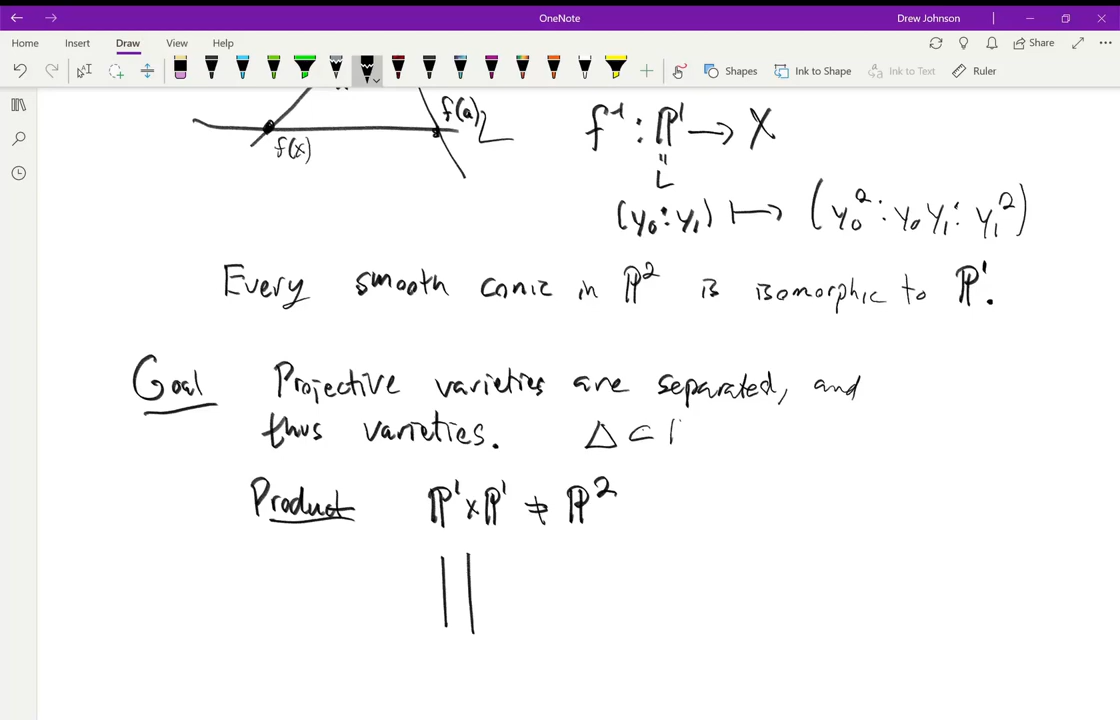 OneNote
Drew Johnson
Home Insert Draw View Help
Share
Shapes Ink to Shape Ink to Text Ruler
f(a)
L
f(x)
f⁻¹ : ℙ¹ → X
"
L
(y₀ : y₁) ↦ (y₀² : y₀y₁ : y₁²)
Every smooth conic in ℙ² is isomorphic to ℙ¹.
Goal Projective varieties are separated, and
thus varieties. Δ ⊂
Product ℙ¹ × ℙ¹ ≠ ℙ²